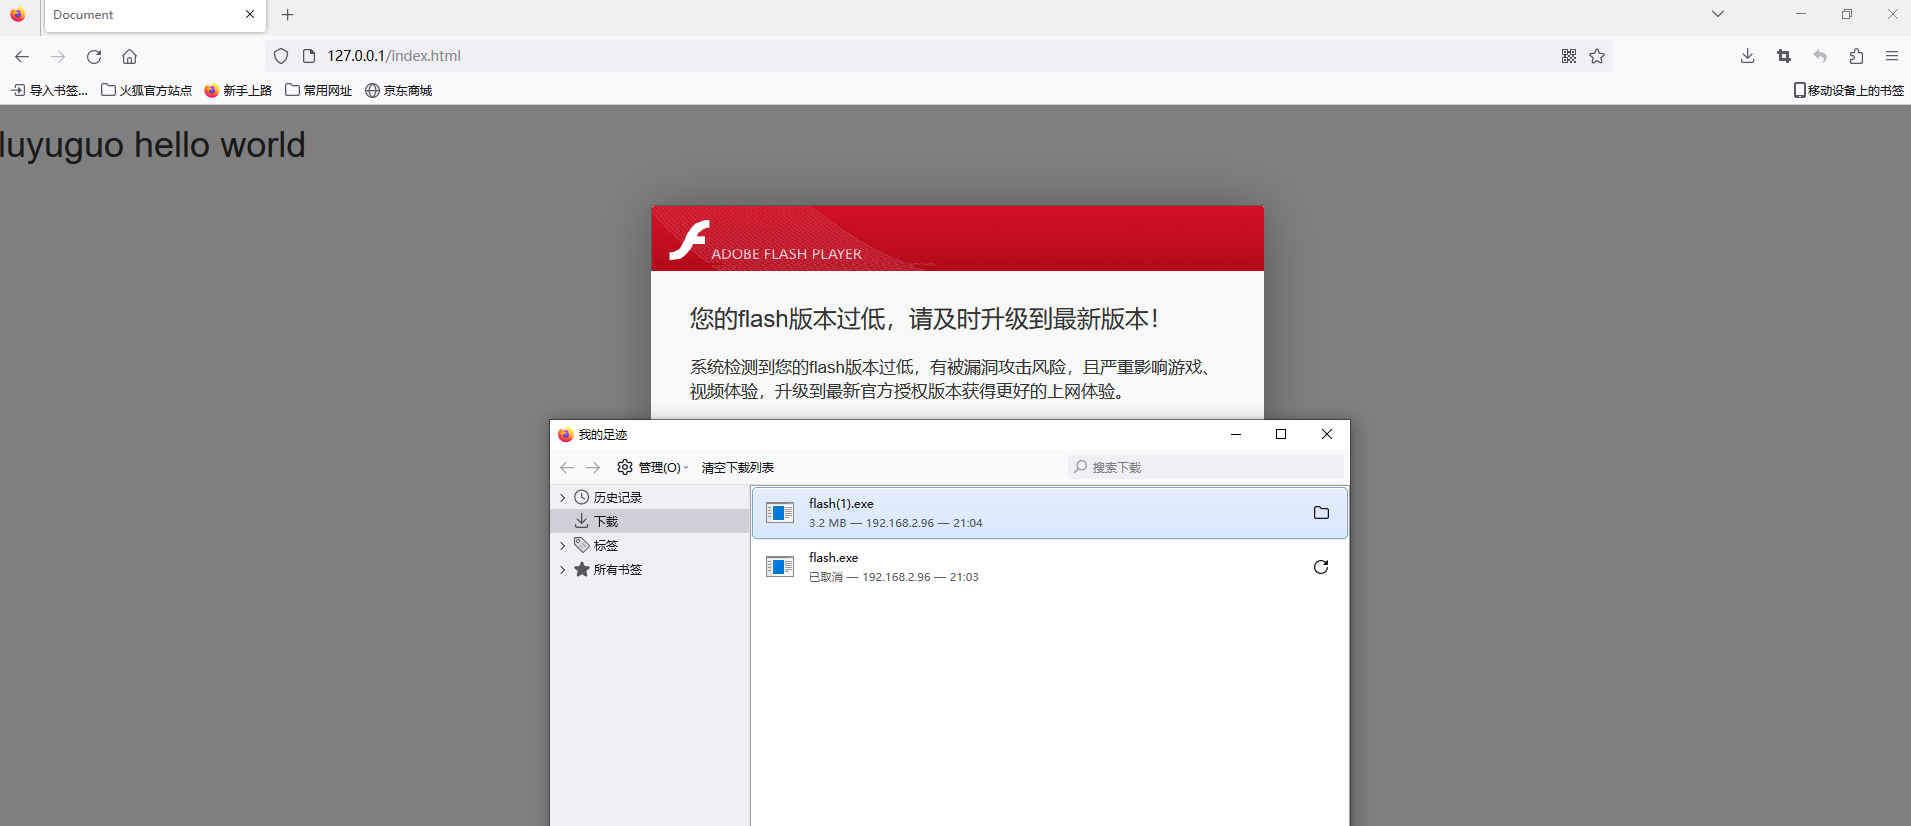 Document
127.0.0.1/index.html
导入书签...
火狐官方站点
新手上路
常用网址
京东商城
移动设备上的书签
luyuguo hello world
ADOBE FLASH PLAYER
您的flash版本过低，请及时升级到最新版本！
系统检测到您的flash版本过低，有被漏洞攻击风险，且严重影响游戏、
视频体验，升级到最新官方授权版本获得更好的上网体验。
我的足迹
管理(O)
清空下载列表
搜索下载
历史记录
下载
标签
所有书签
flash(1).exe
3.2 MB — 192.168.2.96 — 21:04
flash.exe
已取消 — 192.168.2.96 — 21:03